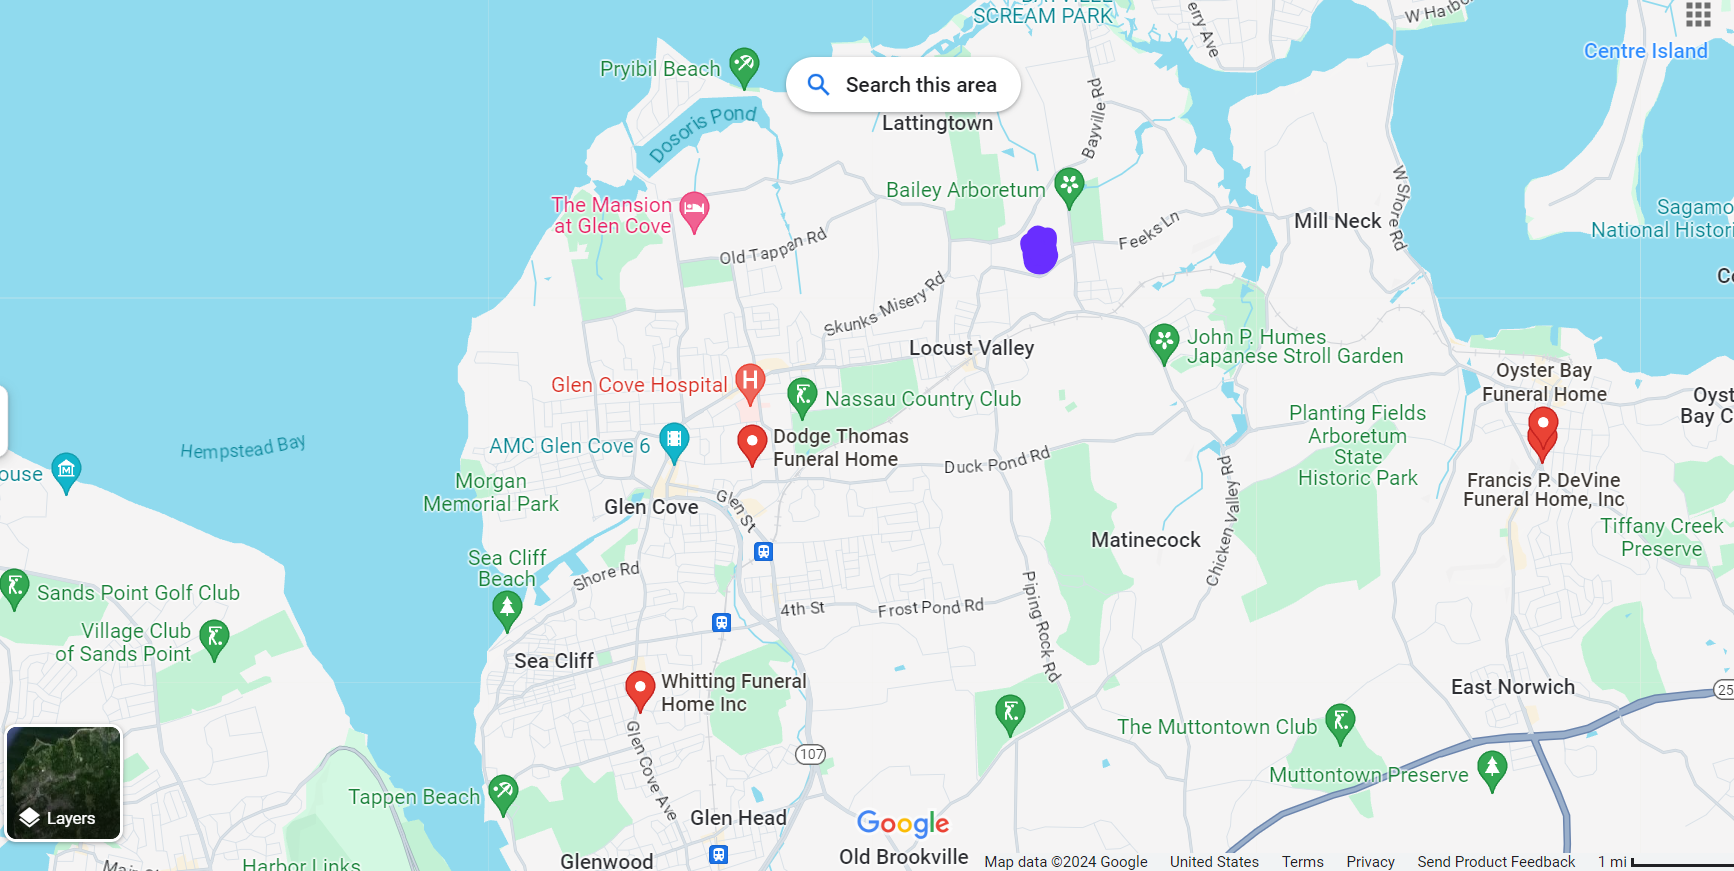 BAYVILLE
SCREAM PARK
W Harbor
Centre Island
Pryibil Beach
Search this area
Dosoris Pond
Lattingtown
Bayville Rd
Bailey Arboretum
W Shore Rd
The Mansion
at Glen Cove
Mill Neck
Sagamo
National Histori
Feeks Ln
Old Tappan Rd
Skunks Misery Rd
Locust Valley
John P. Humes
Japanese Stroll Garden
Glen Cove Hospital
H
Nassau Country Club
Oyster Bay
Funeral Home
Oyst
Bay C
Planting Fields
Arboretum
State
Historic Park
AMC Glen Cove 6
Dodge Thomas
Funeral Home
Hempstead Bay
Duck Pond Rd
ouse
Morgan
Memorial Park
Glen Cove
Glen St
Chicken Valley Rd
Francis P. DeVine
Funeral Home, Inc
Tiffany Creek
Preserve
Matinecock
Sea Cliff
Beach
Shore Rd
Sands Point Golf Club
4th St
Frost Pond Rd
Piping Rock Rd
Village Club
of Sands Point
Sea Cliff
Whitting Funeral
Home Inc
East Norwich
25
The Muttontown Club
Glen Cove Ave
107
Muttontown Preserve
Tappen Beach
Layers
Glen Head
Google
Harbor Links
Glenwood
Old Brookville
Map data ©2024 Google United States Terms Privacy Send Product Feedback 1 mi